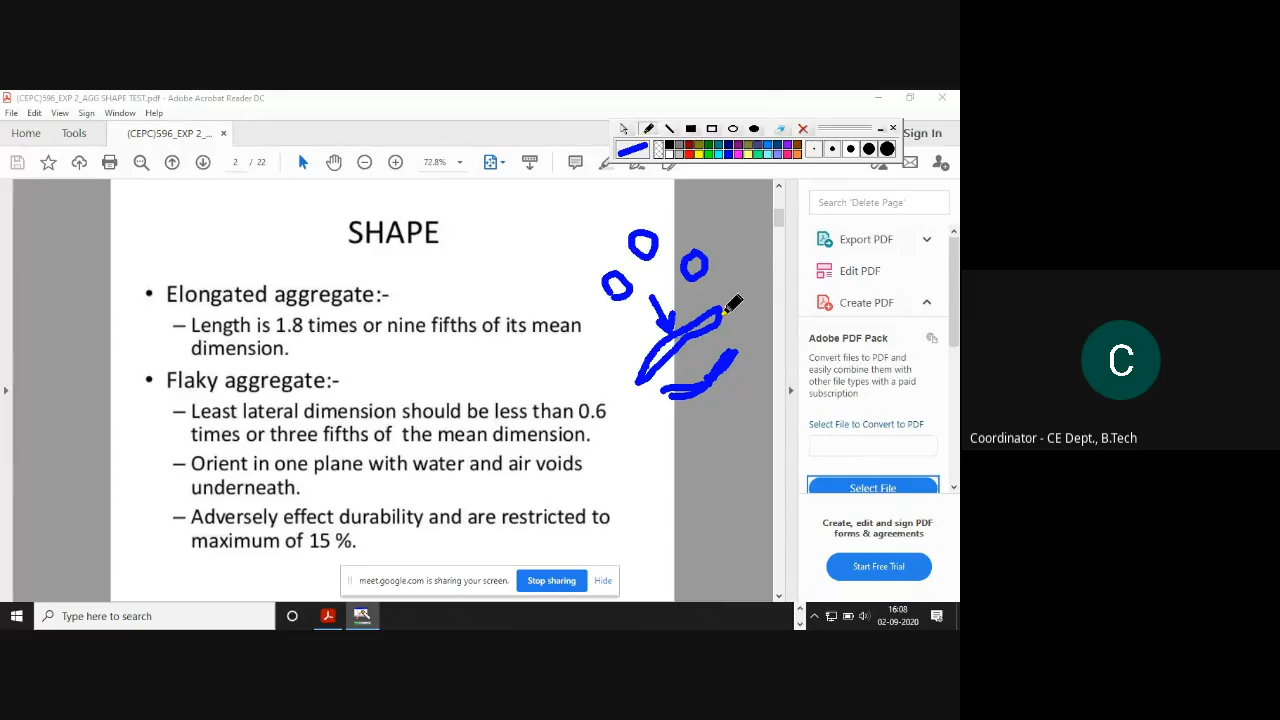 (CEPC)596_EXP 2_AGG SHAPE TEST.pdf - Adobe Acrobat Reader DC
File Edit View Sign Window Help
Home Tools (CEPC)596_EXP 2_... × Sign In
2 / 22 72.8%
SHAPE
• Elongated aggregate:-
– Length is 1.8 times or nine fifths of its mean
dimension.
• Flaky aggregate:-
– Least lateral dimension should be less than 0.6
times or three fifths of the mean dimension.
– Orient in one plane with water and air voids
underneath.
– Adversely effect durability and are restricted to
maximum of 15 %.
Search 'Delete Page'
Export PDF
Edit PDF
Create PDF
Adobe PDF Pack
Convert files to PDF and
easily combine them with
other file types with a paid
subscription
Select File to Convert to PDF
Select File
Create, edit and sign PDF
forms & agreements
Start Free Trial
meet.google.com is sharing your screen. Stop sharing Hide
Type here to search
16:08
02-09-2020
C
Coordinator - CE Dept., B.Tech